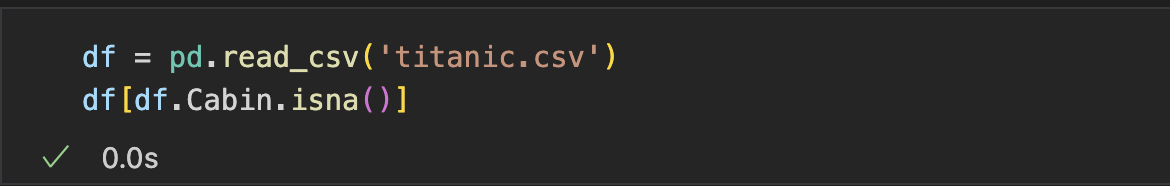 df = pd.read_csv('titanic.csv')
df[df.Cabin.isna()]
0.0s